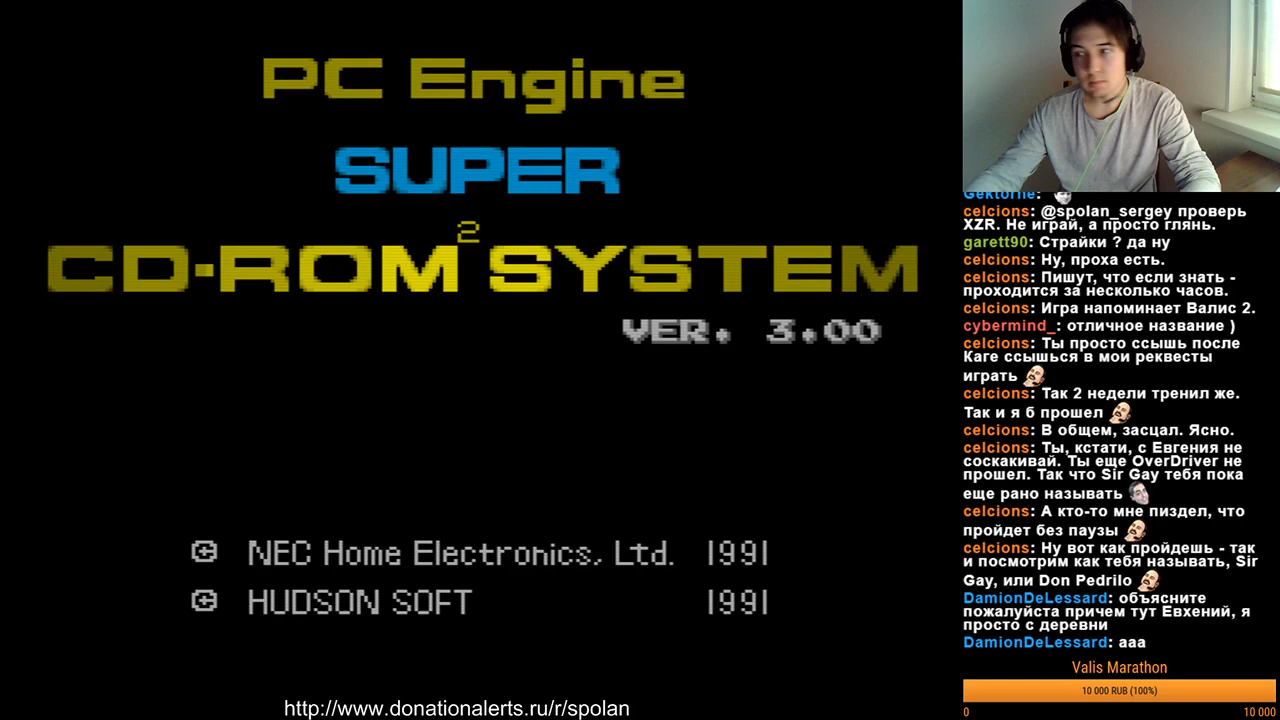 PC Engine
SUPER
2
CD-ROM SYSTEM
VER. 3.00
© NEC Home Electronics, Ltd. 1991
© HUDSON SOFT 1991
http://www.donationalerts.ru/r/spolan
Gektorne:
celcions: @spolan_sergey проверь
XZR. Не играй, а просто глянь.
garett90: Страйки ? да ну
celcions: Ну, проха есть.
celcions: Пишут, что если знать -
проходится за несколько часов.
celcions: Игра напоминает Валис 2.
cybermind_: отличное название )
celcions: Ты просто ссышь после
Каге ссышься в мои реквесты
играть
celcions: Так 2 недели тренил же.
Так и я б прошел
celcions: В общем, засцал. Ясно.
celcions: Ты, кстати, с Евгения не
соскакивай. Ты еще OverDriver не
прошел. Так что Sir Gay тебя пока
еще рано называть
celcions: А кто-то мне пиздел, что
пройдет без паузы
celcions: Ну вот как пройдешь - так
и посмотрим как тебя называть, Sir
Gay, или Don Pedrilo
DamionDeLessard: объясните
пожалуйста причем тут Евхений, я
просто с деревни
DamionDeLessard: ааа
Valis Marathon
10 000 RUB (100%)
0 10 000